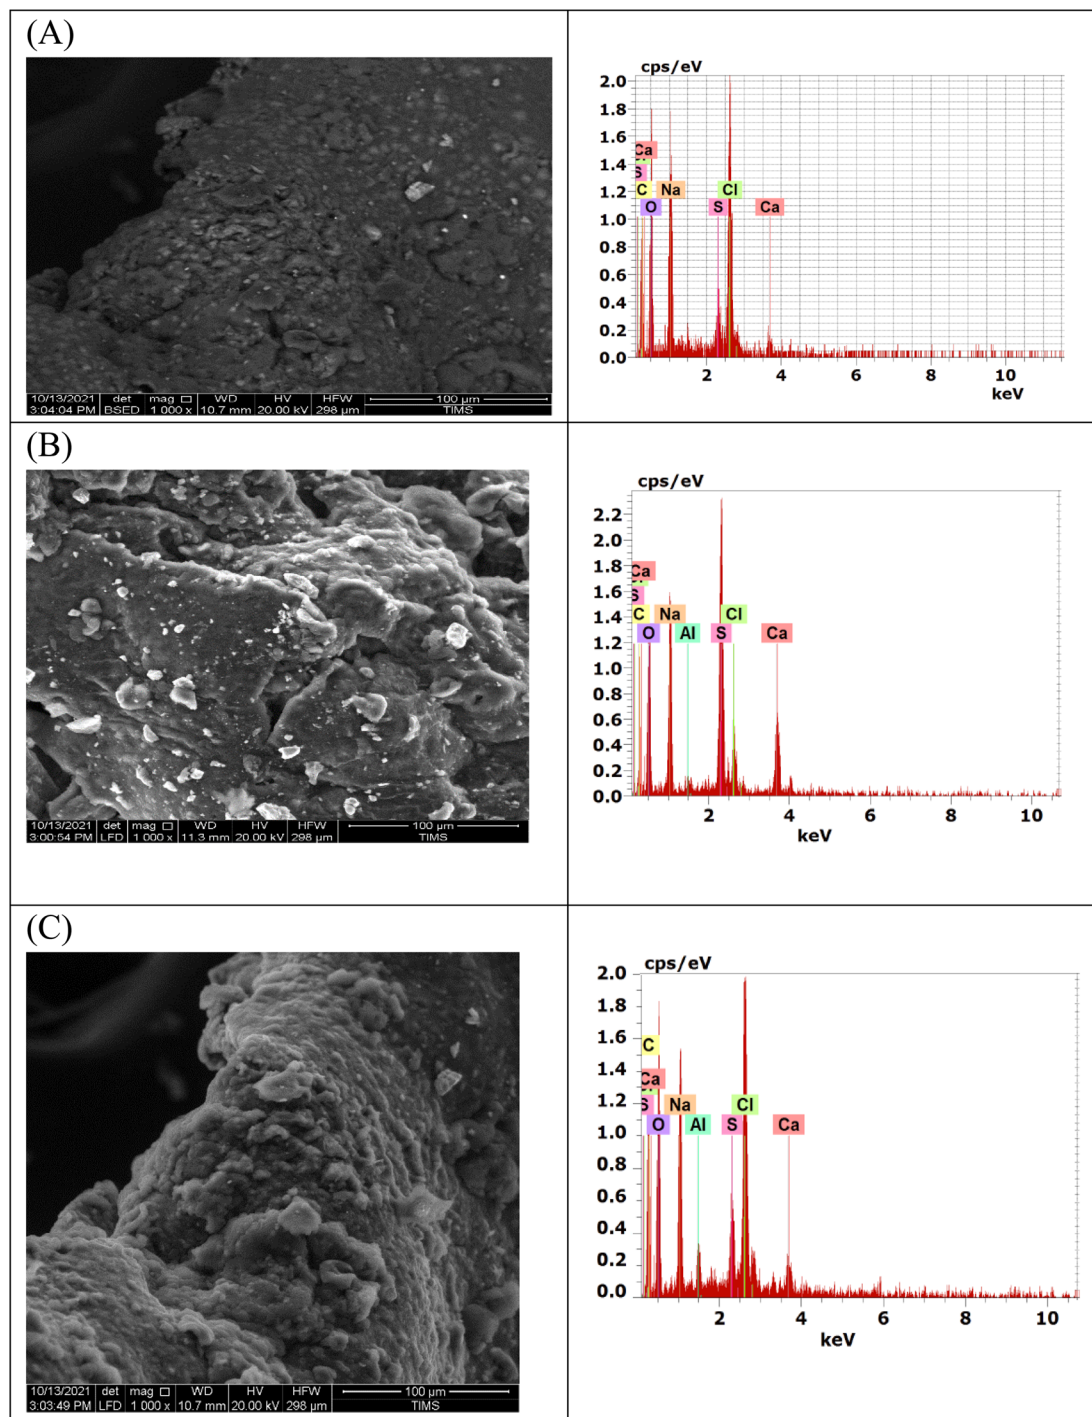 (A)
10/13/2021 det mag WD HV HFW 100 µm
3:04:04 PM BSED 1 000 x 10.7 mm 20.00 kV 298 µm TIMS
cps/eV
2.0
1.8
1.6
1.4
1.2
1.0
0.8
0.6
0.4
0.2
0.0
Ca
S
C Na Cl
O S Ca
2 4 6 8 10
keV
(B)
10/13/2021 det mag WD HV HFW 100 µm
3:00:54 PM LFD 1 000 x 11.3 mm 20.00 kV 298 µm TIMS
cps/eV
2.2
2.0
1.8
1.6
1.4
1.2
1.0
0.8
0.6
0.4
0.2
0.0
Ca
S
C Na Cl
O Al S Ca
2 4 6 8 10
keV
(C)
10/13/2021 det mag WD HV HFW 100 µm
3:03:49 PM LFD 1 000 x 10.7 mm 20.00 kV 298 µm TIMS
cps/eV
2.0
1.8
1.6
1.4
1.2
1.0
0.8
0.6
0.4
0.2
0.0
C
Ca
S Na Cl
O Al S Ca
2 4 6 8 10
keV